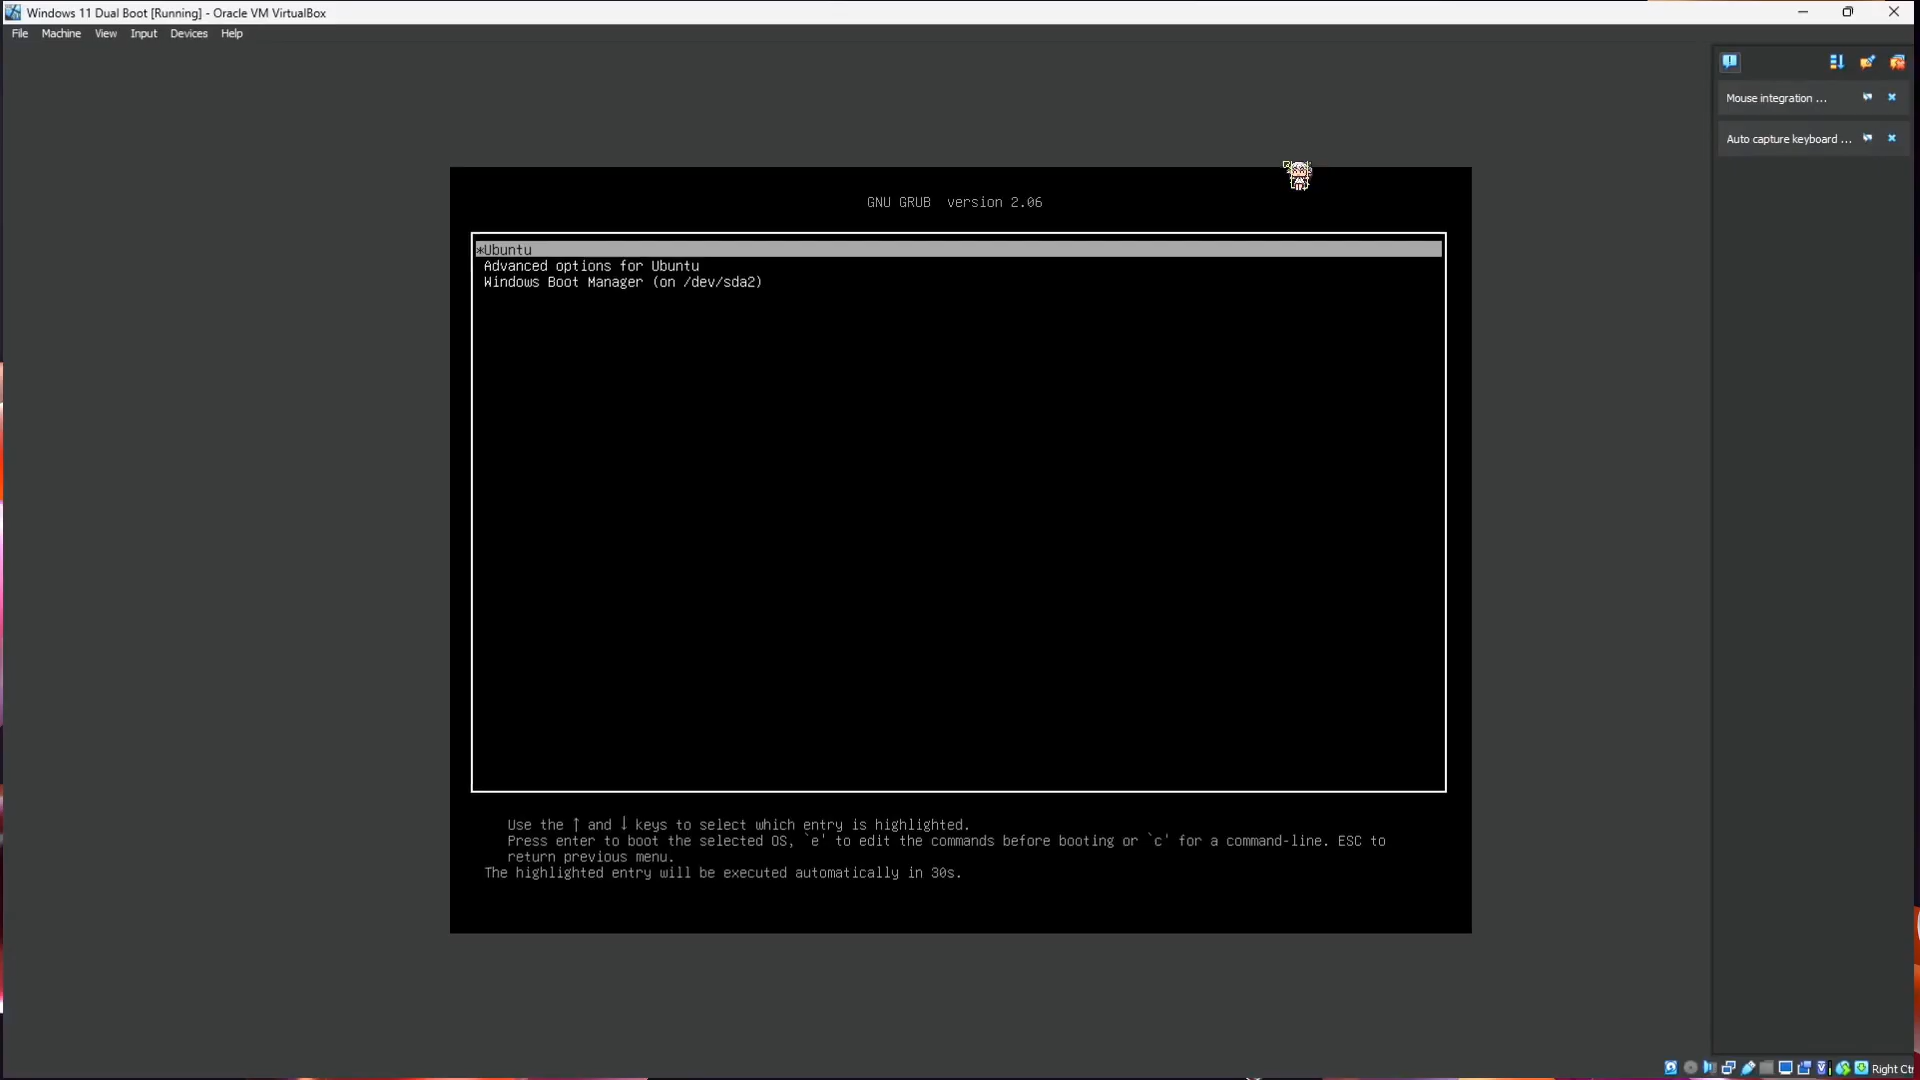 Windows 11 Dual Boot [Running] - Oracle VM VirtualBox
File Machine View Input Devices Help
Mouse integration ...
Auto capture keyboard ...
GNU GRUB version 2.06
*Ubuntu
Advanced options for Ubuntu
Windows Boot Manager (on /dev/sda2)
Use the ↑ and ↓ keys to select which entry is highlighted.
Press enter to boot the selected OS, `e' to edit the commands before booting or `c' for a command-line. ESC to
return previous menu.
The highlighted entry will be executed automatically in 30s.
Right Ctr